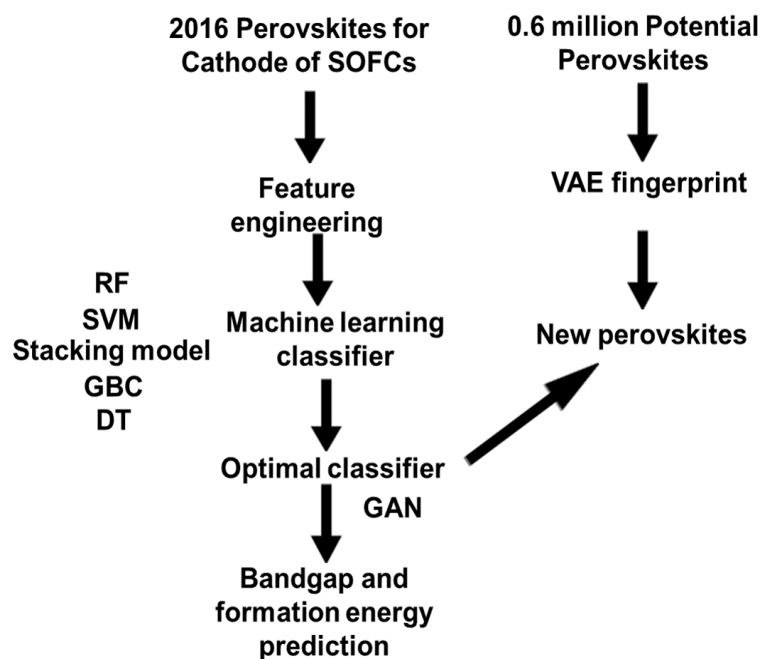 2016 Perovskites for
Cathode of SOFCs
0.6 million Potential
Perovskites
Feature
engineering
VAE fingerprint
RF
SVM
Stacking model
GBC
DT
Machine learning
classifier
New perovskites
Optimal classifier
GAN
Bandgap and
formation energy
prediction